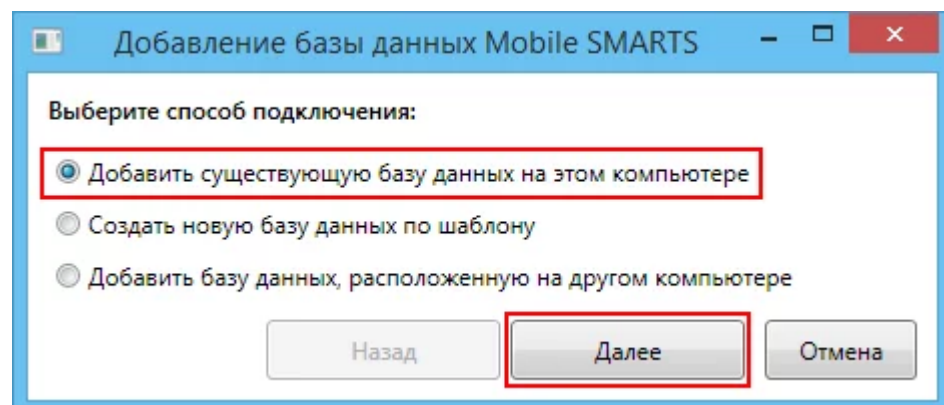 Добавление базы данных Mobile SMARTS
Выберите способ подключения:
Добавить существующую базу данных на этом компьютере
Создать новую базу данных по шаблону
Добавить базу данных, расположенную на другом компьютере
Назад Далее Отмена